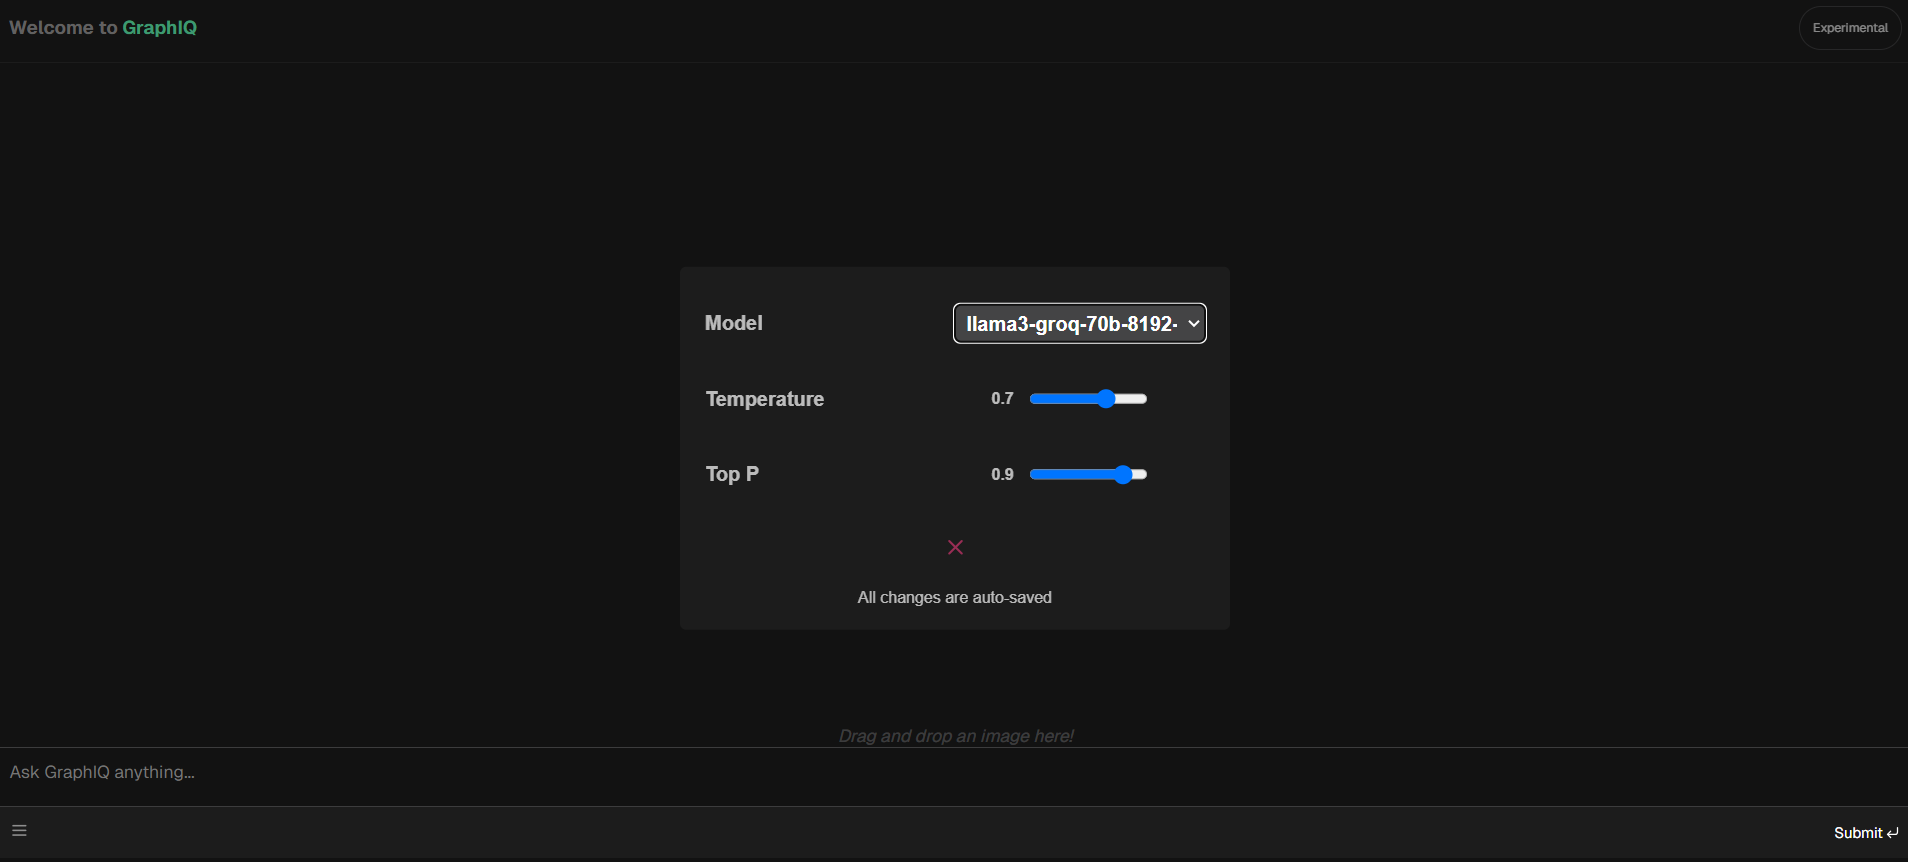 Welcome to GraphIQ
Experimental
Model
llama3-groq-70b-8192-
Temperature
0.7
Top P
0.9
All changes are auto-saved
Drag and drop an image here!
Ask GraphIQ anything...
Submit